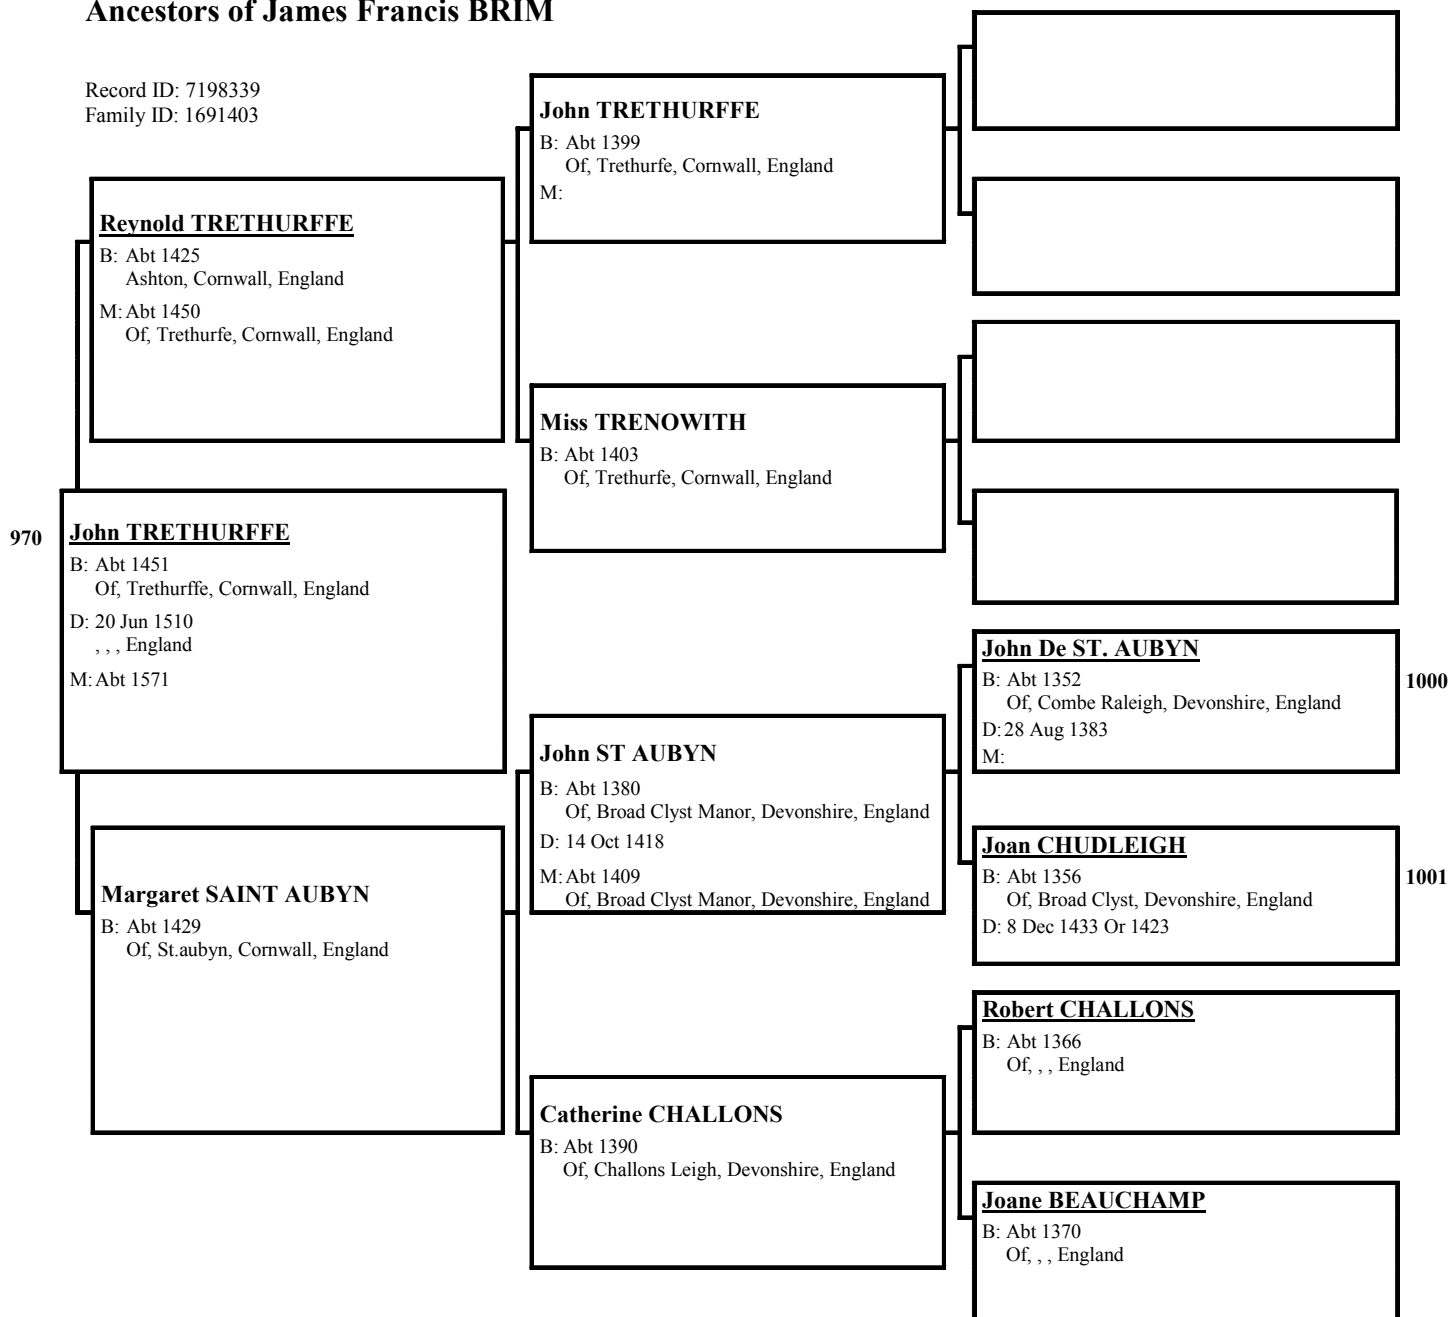 Ancestors of James Francis BRIM
Record ID: 7198339
Family ID: 1691403
John TRETHURFFE
B: Abt 1399
Of, Trethurfe, Cornwall, England
M:
Reynold TRETHURFFE
B: Abt 1425
Ashton, Cornwall, England
M: Abt 1450
Of, Trethurfe, Cornwall, England
Miss TRENOWITH
B: Abt 1403
Of, Trethurfe, Cornwall, England
970
John TRETHURFFE
B: Abt 1451
Of, Trethurffe, Cornwall, England
D: 20 Jun 1510
, , , England
M: Abt 1571
John De ST. AUBYN
B: Abt 1352
Of, Combe Raleigh, Devonshire, England
D: 28 Aug 1383
M:
1000
John ST AUBYN
B: Abt 1380
Of, Broad Clyst Manor, Devonshire, England
D: 14 Oct 1418
M: Abt 1409
Of, Broad Clyst Manor, Devonshire, England
Joan CHUDLEIGH
B: Abt 1356
Of, Broad Clyst, Devonshire, England
D: 8 Dec 1433 Or 1423
1001
Margaret SAINT AUBYN
B: Abt 1429
Of, St.aubyn, Cornwall, England
Robert CHALLONS
B: Abt 1366
Of, , , England
Catherine CHALLONS
B: Abt 1390
Of, Challons Leigh, Devonshire, England
Joane BEAUCHAMP
B: Abt 1370
Of, , , England